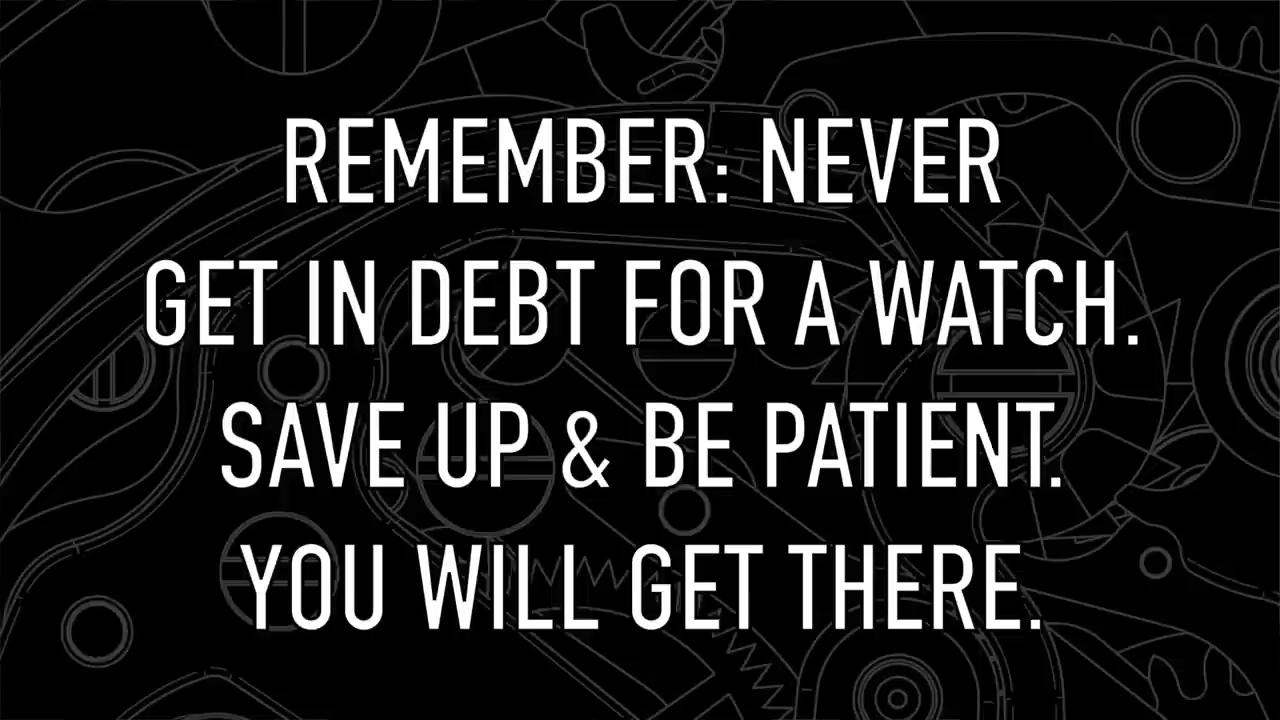 REMEMBER: NEVER
GET IN DEBT FOR A WATCH.
SAVE UP & BE PATIENT.
YOU WILL GET THERE.